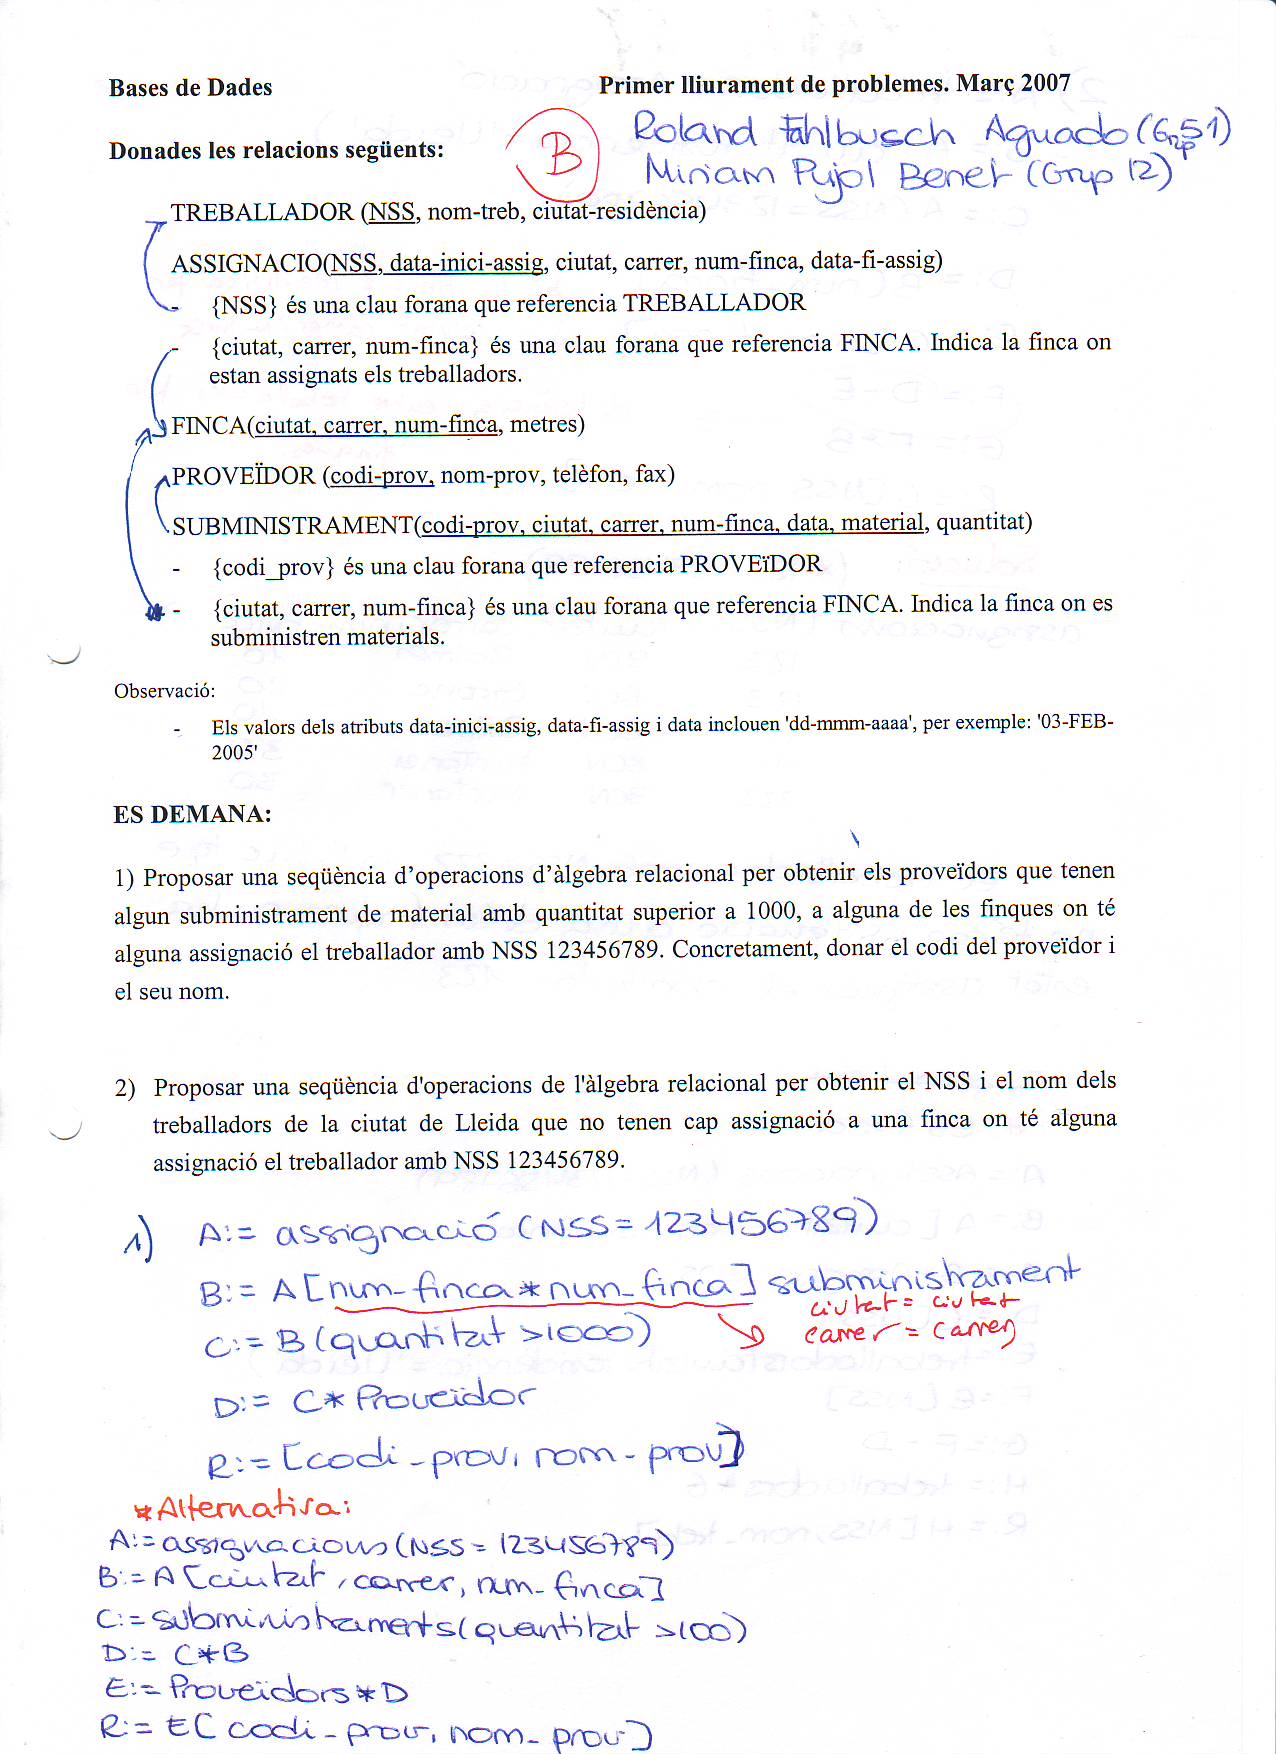 Bases de Dades Primer lliurament de problemes. Març 2007
Roland Fahlbusch Aguado (Grup 51)
Donades les relacions següents:
B
Miriam Pujol Benet (Grup 12)
TREBALLADOR (NSS, nom-treb, ciutat-residència)
ASSIGNACIO(NSS, data-inici-assig, ciutat, carrer, num-finca, data-fi-assig)
- {NSS} és una clau forana que referencia TREBALLADOR
- {ciutat, carrer, num-finca} és una clau forana que referencia FINCA. Indica la finca on
estan assignats els treballadors.
FINCA(ciutat, carrer, num-finca, metres)
PROVEÏDOR (codi-prov, nom-prov, telèfon, fax)
SUBMINISTRAMENT(codi-prov, ciutat, carrer, num-finca, data, material, quantitat)
- {codi_prov} és una clau forana que referencia PROVEïDOR
- {ciutat, carrer, num-finca} és una clau forana que referencia FINCA. Indica la finca on es
subministren materials.
Observació:
- Els valors dels atributs data-inici-assig, data-fi-assig i data inclouen 'dd-mmm-aaaa', per exemple: '03-FEB-
2005'
ES DEMANA:
1) Proposar una seqüència d'operacions d'àlgebra relacional per obtenir els proveïdors que tenen
algun subministrament de material amb quantitat superior a 1000, a alguna de les finques on té
alguna assignació el treballador amb NSS 123456789. Concretament, donar el codi del proveïdor i
el seu nom.
2) Proposar una seqüència d'operacions de l'àlgebra relacional per obtenir el NSS i el nom dels
treballadors de la ciutat de Lleida que no tenen cap assignació a una finca on té alguna
assignació el treballador amb NSS 123456789.
1) A:= assignació (NSS = 123456789)
B:= A [num-finca * num-finca] subministrament
ciutat = ciutat
C:= B (quantitat >1000)
carrer = carrer
D:= C * Proveïdor
R:= [codi-prov, nom-prov]
* Alternativa:
A:= assignacions (NSS = 123456789)
B:= A [ciutat, carrer, num-finca]
C:= subministraments (quantitat >100)
D:= C*B
E:= Proveïdors * D
R:= E [codi-prov, nom-prov]